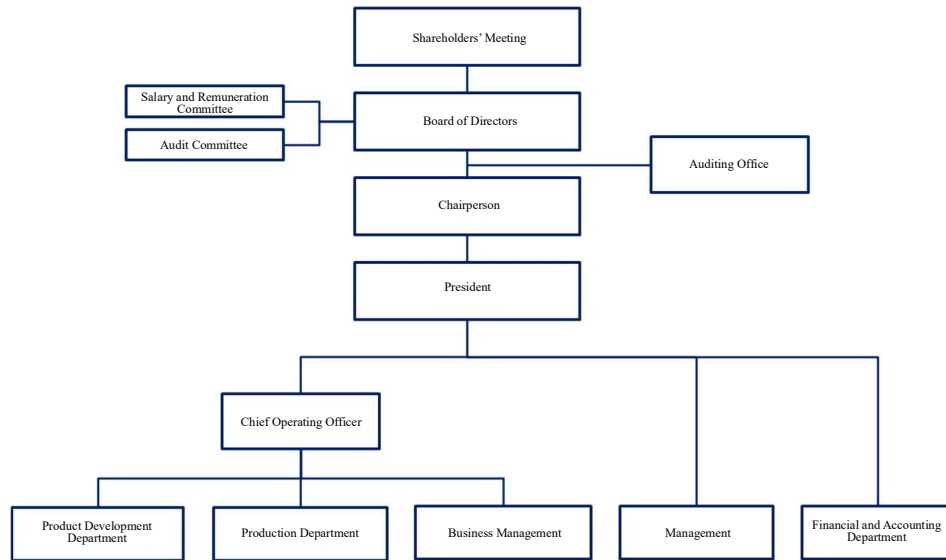 Shareholders' Meeting
Salary and Remuneration
Committee
Board of Directors
Audit Committee
Auditing Office
Chairperson
President
Chief Operating Officer
Product Development
Department
Production Department
Business Management
Management
Financial and Accounting
Department